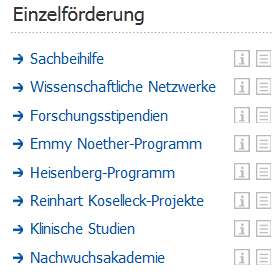 Einzelförderung
Sachbeihilfe
Wissenschaftliche Netzwerke
Forschungsstipendien
Emmy Noether-Programm
Heisenberg-Programm
Reinhart Koselleck-Projekte
Klinische Studien
Nachwuchsakademie